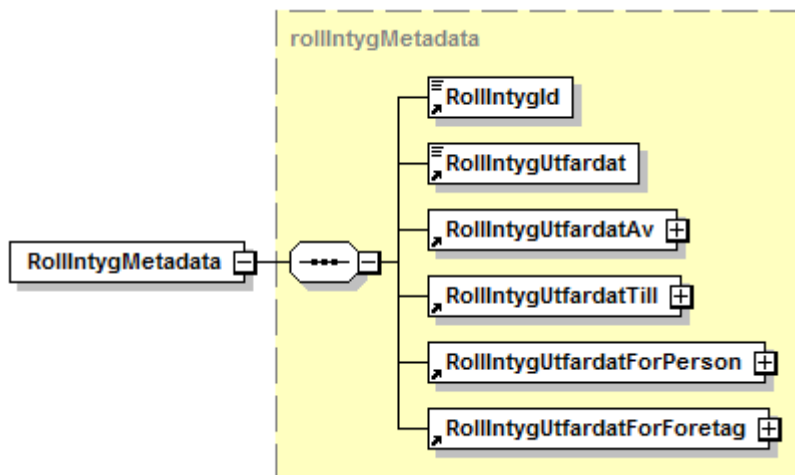 rollIntygMetadata
RollIntygId
RollIntygUtfardat
RollIntygUtfardatAv
RollIntygMetadata
RollIntygUtfardatTill
RollIntygUtfardatForPerson
RollIntygUtfardatForForetag